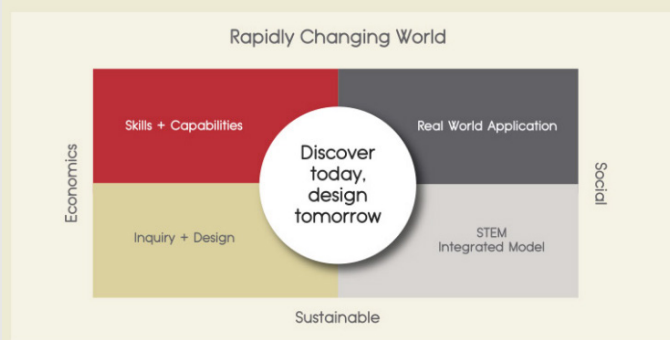 Rapidly Changing World
Skills + Capabilities
Real World Application
Discover
today,
design
tomorrow
Economics
Social
Inquiry + Design
STEM
Integrated Model
Sustainable